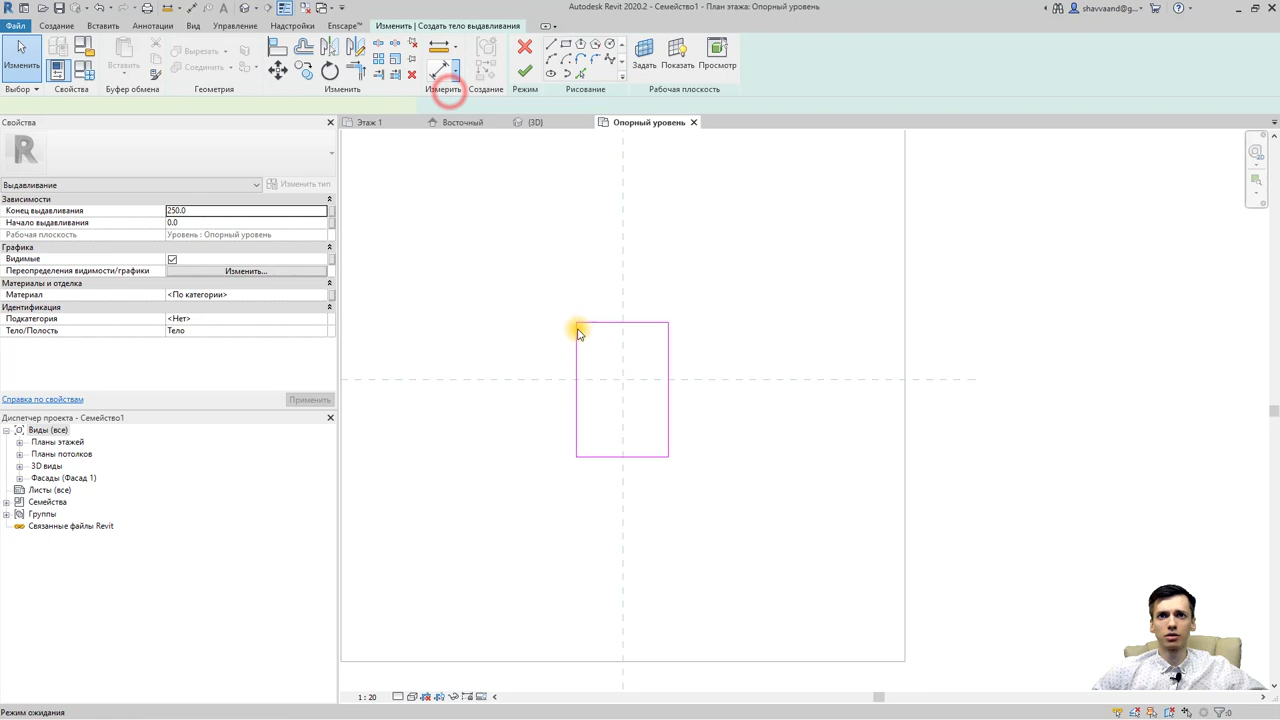 Autodesk Revit 2020.2 - Семейство1 - План этажа: Опорный уровень
shavvaand@g...
Файл
Создание
Вставить
Аннотации
Вид
Управление
Надстройки
Enscape™
Изменить | Создать тело выдавливания
Изменить
Вставить
Вырезать
Соединить
Задать
Показать
Просмотр
Выбор
Свойства
Буфер обмена
Геометрия
Изменить
Измерить
Создание
Режим
Рисование
Рабочая плоскость
Свойства
Этаж 1
Восточный
{3D}
Опорный уровень
R
Выдавливание
Изменить тип
Зависимости
Конец выдавливания 250.0
Начало выдавливания 0.0
Рабочая плоскость Уровень : Опорный уровень
Графика
Видимые
Переопределения видимости/графики Изменить...
Материалы и отделка
Материал <По категории>
Идентификация
Подкатегория <Нет>
Тело/Полость Тело
Справка по свойствам
Применить
Диспетчер проекта - Семейство1
Виды (все)
Планы этажей
Планы потолков
3D виды
Фасады (Фасад 1)
Листы (все)
Семейства
Группы
Связанные файлы Revit
1 : 20
Режим ожидания
:0